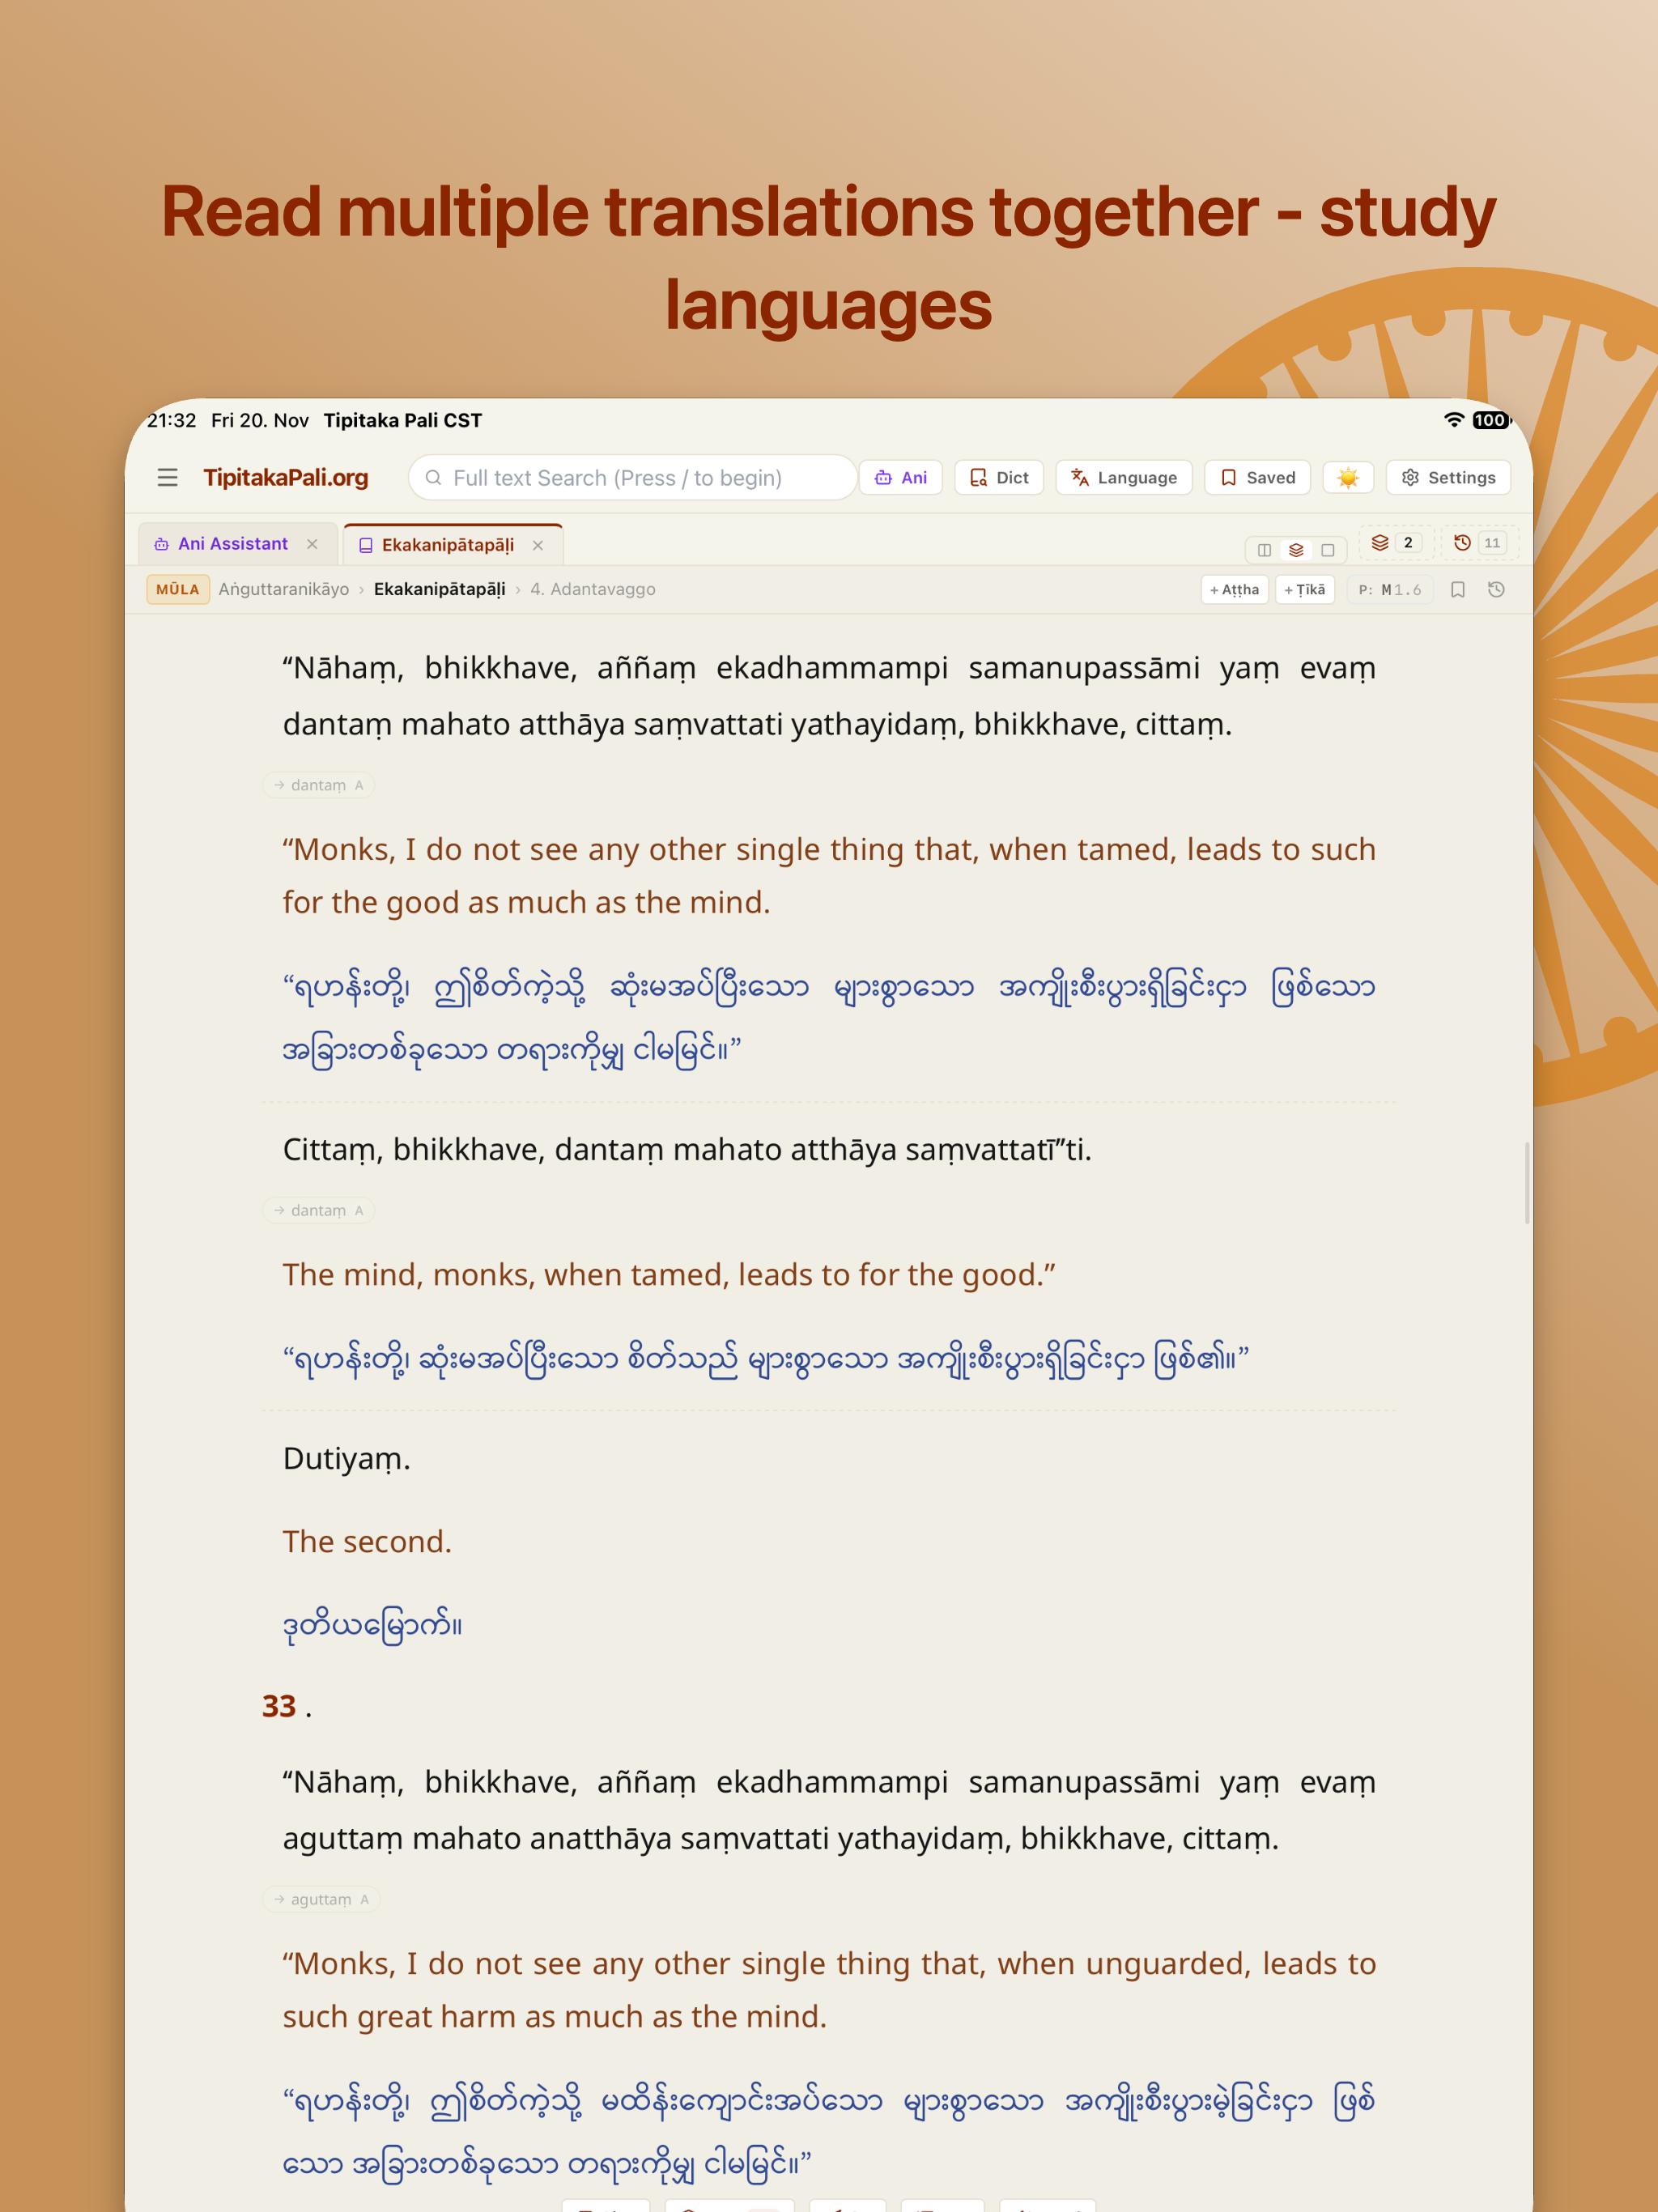 Read multiple translations together - study
languages
21:32 Fri 20. Nov Tipitaka Pali CST 100
TipitakaPali.org Full text Search (Press / to begin) Ani Dict Language Saved Settings
Ani Assistant Ekakanipātapāḷi 2 11
MŪLA Aṅguttaranikāyo › Ekakanipātapāḷi › 4. Adantavaggo + Aṭṭha + Ṭīkā P: M1.6
“Nāhaṃ, bhikkhave, aññaṃ ekadhammampi samanupassāmi yaṃ evaṃ
dantaṃ mahato atthāya saṃvattati yathayidaṃ, bhikkhave, cittaṃ.
→ dantaṃ A
“Monks, I do not see any other single thing that, when tamed, leads to such
for the good as much as the mind.
“ရဟန်းတို့၊ ဤစိတ်ကဲ့သို့ ဆုံးမအပ်ပြီးသော များစွာသော အကျိုးစီးပွားရှိခြင်းငှာ ဖြစ်သော
အခြားတစ်ခုသော တရားကိုမျှ ငါမမြင်။”
Cittaṃ, bhikkhave, dantaṃ mahato atthāya saṃvattatī”ti.
→ dantaṃ A
The mind, monks, when tamed, leads to for the good.”
“ရဟန်းတို့၊ ဆုံးမအပ်ပြီးသော စိတ်သည် များစွာသော အကျိုးစီးပွားရှိခြင်းငှာ ဖြစ်၏။”
Dutiyaṃ.
The second.
ဒုတိယမြောက်။
33 .
“Nāhaṃ, bhikkhave, aññaṃ ekadhammampi samanupassāmi yaṃ evaṃ
aguttaṃ mahato anatthāya saṃvattati yathayidaṃ, bhikkhave, cittaṃ.
→ aguttaṃ A
“Monks, I do not see any other single thing that, when unguarded, leads to
such great harm as much as the mind.
“ရဟန်းတို့၊ ဤစိတ်ကဲ့သို့ မထိန်းကျောင်းအပ်သော များစွာသော အကျိုးစီးပွားမဲ့ခြင်းငှာ ဖြစ်
သော အခြားတစ်ခုသော တရားကိုမျှ ငါမမြင်။”